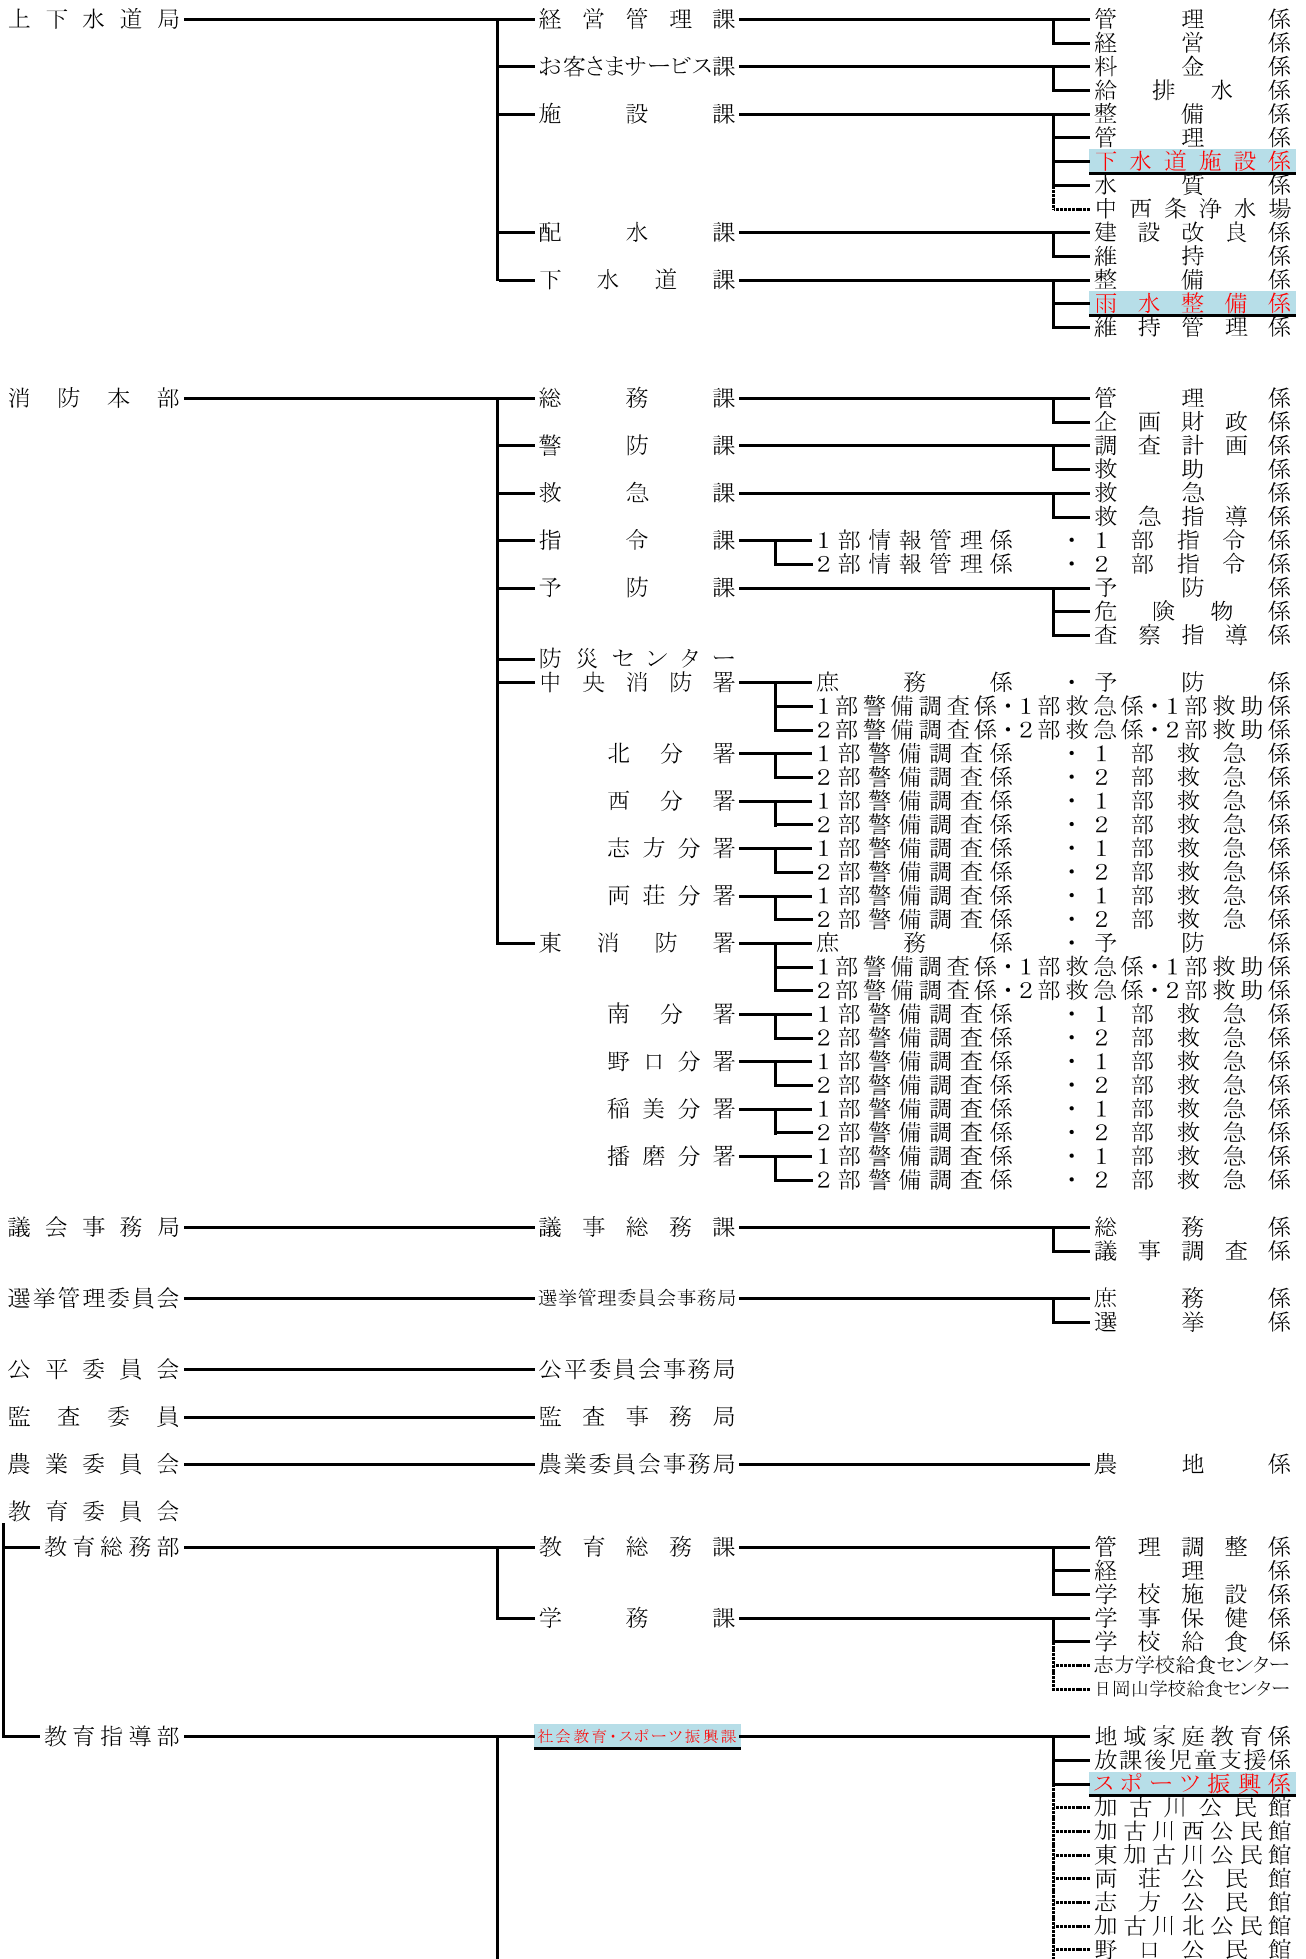 上下水道局 経営管理課 管理係
経営係
お客さまサービス課 料金係
給排水係
施設課 整備係
管理係
下水道施設係
水質係
中西条浄水場
配水課 建設改良係
維持係
下水道課 整備係
雨水整備係
維持管理係
消防本部 総務課 管理係
企画財政係
警防課 調査計画係
救助係
救急課 救急係
救急指導係
指令課 1部情報管理係・1部指令係
2部情報管理係・2部指令係
予防課 予防係
危険物係
査察指導係
防災センター
中央消防署 庶務係・予防係
1部警備調査係・1部救急係・1部救助係
2部警備調査係・2部救急係・2部救助係
北分署 1部警備調査係・1部救急係
2部警備調査係・2部救急係
西分署 1部警備調査係・1部救急係
2部警備調査係・2部救急係
志方分署 1部警備調査係・1部救急係
2部警備調査係・2部救急係
両荘分署 1部警備調査係・1部救急係
2部警備調査係・2部救急係
東消防署 庶務係・予防係
1部警備調査係・1部救急係・1部救助係
2部警備調査係・2部救急係・2部救助係
南分署 1部警備調査係・1部救急係
2部警備調査係・2部救急係
野口分署 1部警備調査係・1部救急係
2部警備調査係・2部救急係
稲美分署 1部警備調査係・1部救急係
2部警備調査係・2部救急係
播磨分署 1部警備調査係・1部救急係
2部警備調査係・2部救急係
議会事務局 議事総務課 総務係
議事調査係
選挙管理委員会 選挙管理委員会事務局 庶務係
選挙係
公平委員会 公平委員会事務局
監査委員 監査事務局
農業委員会 農業委員会事務局 農地係
教育委員会
教育総務部 教育総務課 管理調整係
経理係
学校施設係
学務課 学事保健係
学校給食係
志方学校給食センター
日岡山学校給食センター
教育指導部 社会教育・スポーツ振興課 地域家庭教育係
放課後児童支援係
スポーツ振興係
加古川公民館
加古川西公民館
東加古川公民館
両荘公民館
志方公民館
加古川北公民館
野口公民館